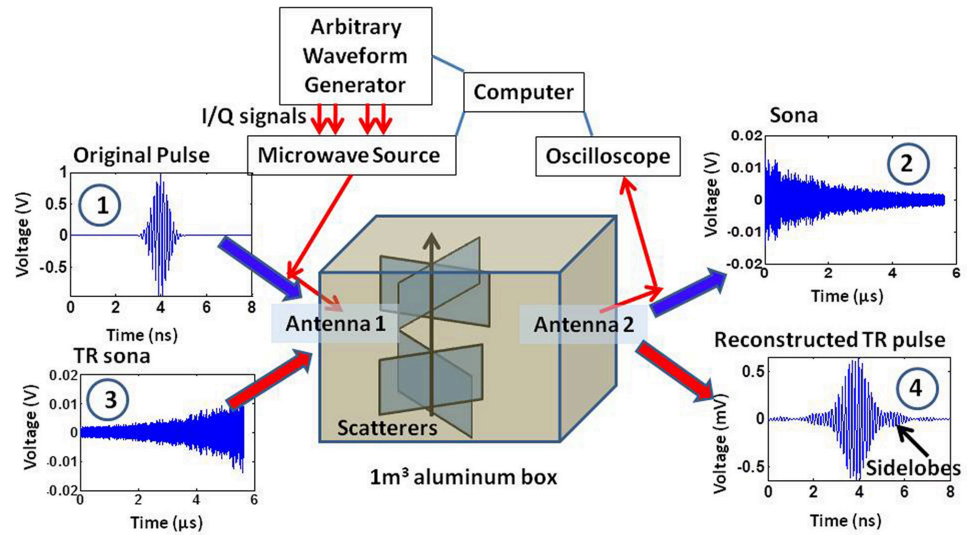 Arbitrary
Waveform
Generator
Computer
I/Q signals
Microwave Source
Oscilloscope
Original Pulse
1
Voltage (V)
1
0.5
0
-0.5
0 2 4 6 8
Time (ns)
Sona
2
Voltage (V)
0.02
0.01
0
-0.01
-0.02
0 2 4 6
Time (μs)
Antenna 1
Antenna 2
Scatterers
1m³ aluminum box
TR sona
3
Voltage (V)
0.02
0.01
0
-0.01
-0.02
0 2 4 6
Time (μs)
Reconstructed TR pulse
4
Voltage (mV)
0.5
0
-0.5
Sidelobes
0 2 4 6 8
Time (ns)